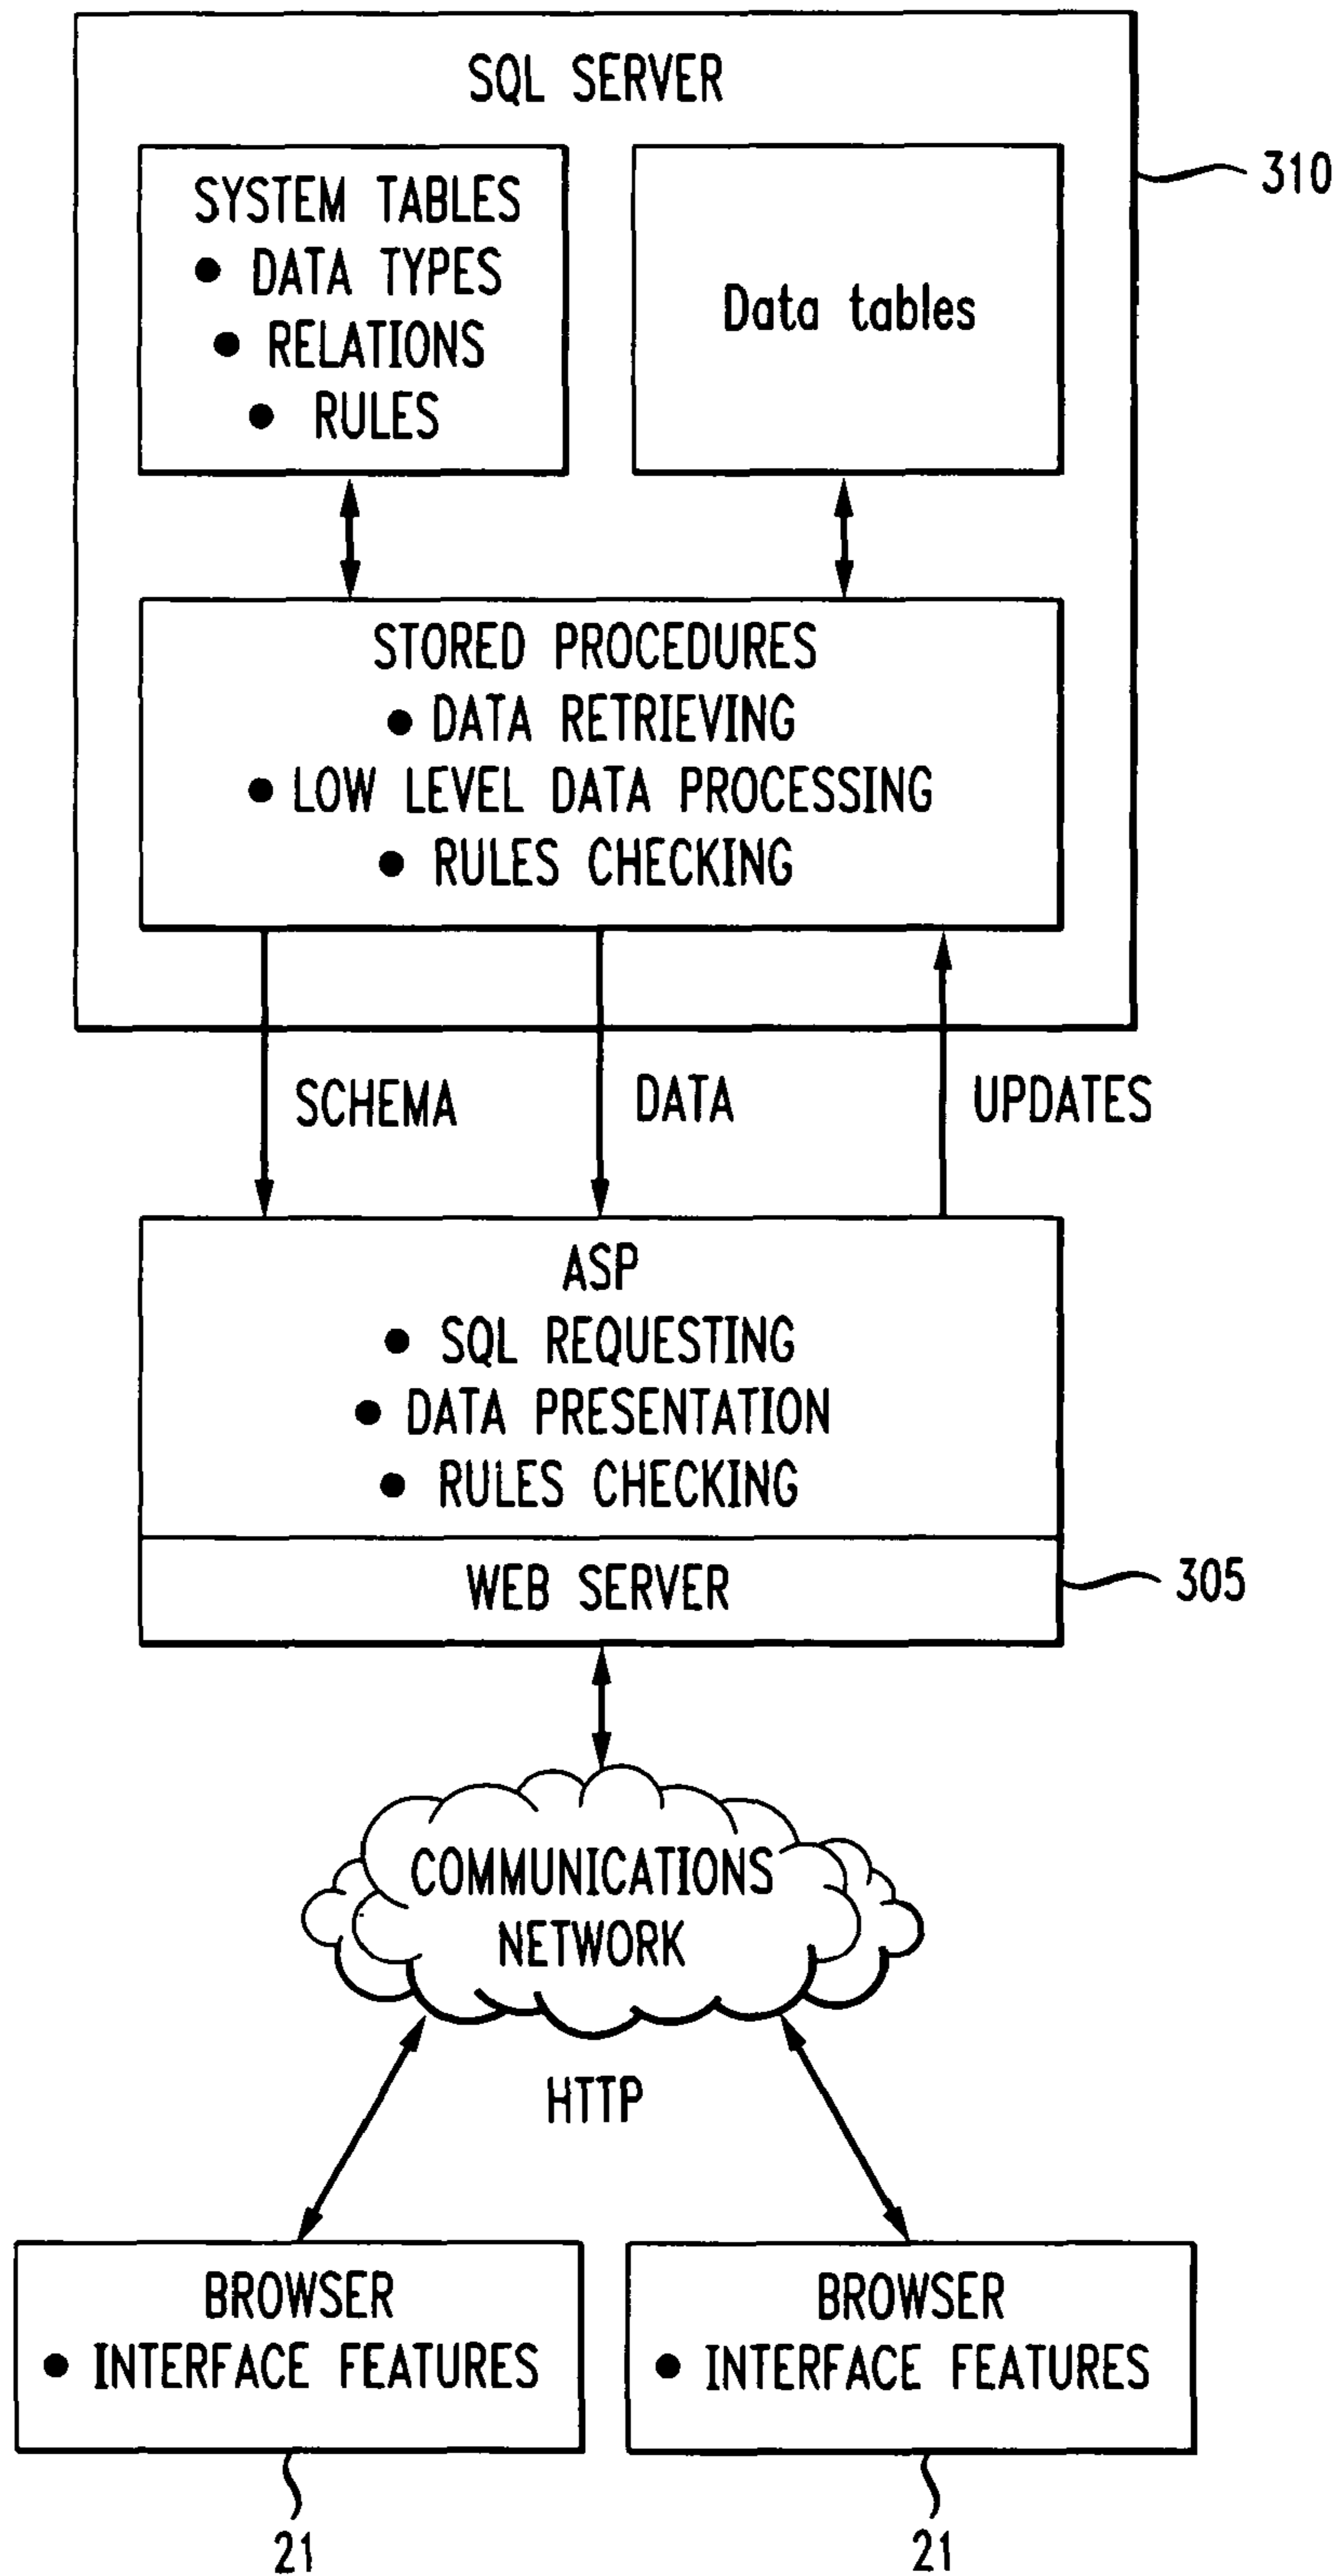 SQL SERVER
310
SYSTEM TABLES
● DATA TYPES
● RELATIONS
● RULES
Data tables
STORED PROCEDURES
● DATA RETRIEVING
● LOW LEVEL DATA PROCESSING
● RULES CHECKING
SCHEMA
DATA
UPDATES
ASP
● SQL REQUESTING
● DATA PRESENTATION
● RULES CHECKING
WEB SERVER
305
COMMUNICATIONS
NETWORK
HTTP
BROWSER
● INTERFACE FEATURES
21
BROWSER
● INTERFACE FEATURES
21